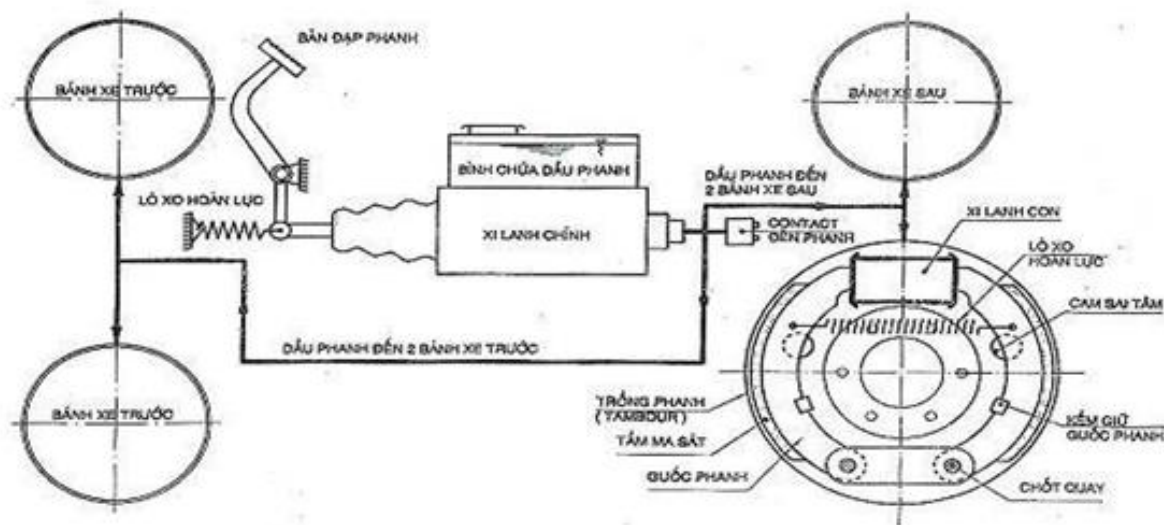 BÀN ĐẠP PHANH
BÁNH XE TRƯỚC
BÁNH XE SAU
BÌNH CHỨA DẦU PHANH
DẦU PHANH ĐẾN
2 BÁNH XE SAU
LÒ XO HOÀN LỰC
XI LANH CHÍNH
CONTACT
ĐÈN PHANH
XI LANH CON
LÒ XO
HOÀN LỰC
CAM SAI TÂM
DẦU PHANH ĐẾN 2 BÁNH XE TRƯỚC
BÁNH XE TRƯỚC
TRỐNG PHANH
(TAMBOUR)
TẤM MA SÁT
GUỐC PHANH
KỀM GIỮ
GUỐC PHANH
CHỐT QUAY